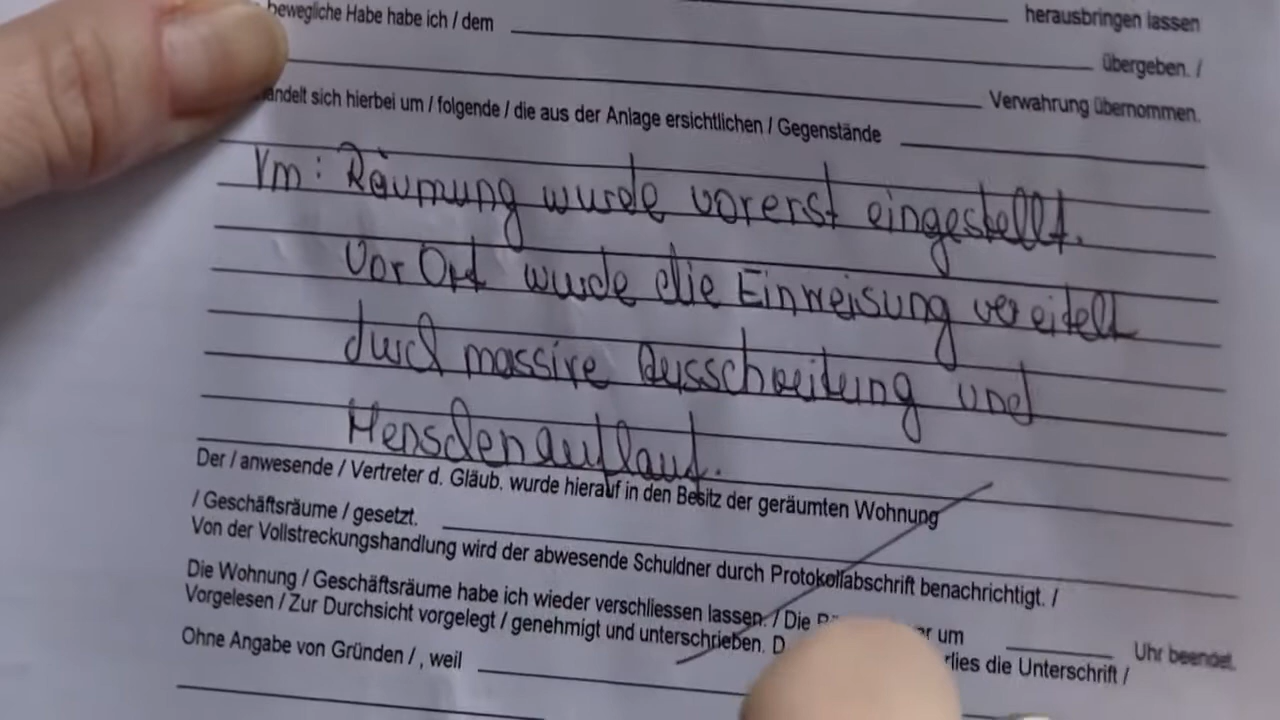 bewegliche Habe habe ich / dem herausbringen lassen
übergeben. /
Verwahrung übernommen.
andelt sich hierbei um / folgende / die aus der Anlage ersichtlichen / Gegenstände
Vm: Räumung wurde vorerst eingestellt.
Vor Ort wurde die Einweisung vereitelt
durch massive Ausschreitung und
Menschenauflauf.
Der / anwesende / Vertreter d. Gläub. wurde hierauf in den Besitz der geräumten Wohnung
/ Geschäftsräume / gesetzt.
Von der Vollstreckungshandlung wird der abwesende Schuldner durch Protokollabschrift benachrichtigt. /
Die Wohnung / Geschäftsräume habe ich wieder verschliessen lassen. / Die er um Uhr beendet.
Vorgelesen / Zur Durchsicht vorgelegt / genehmigt und unterschrieben. D rlies die Unterschrift /
Ohne Angabe von Gründen / , weil